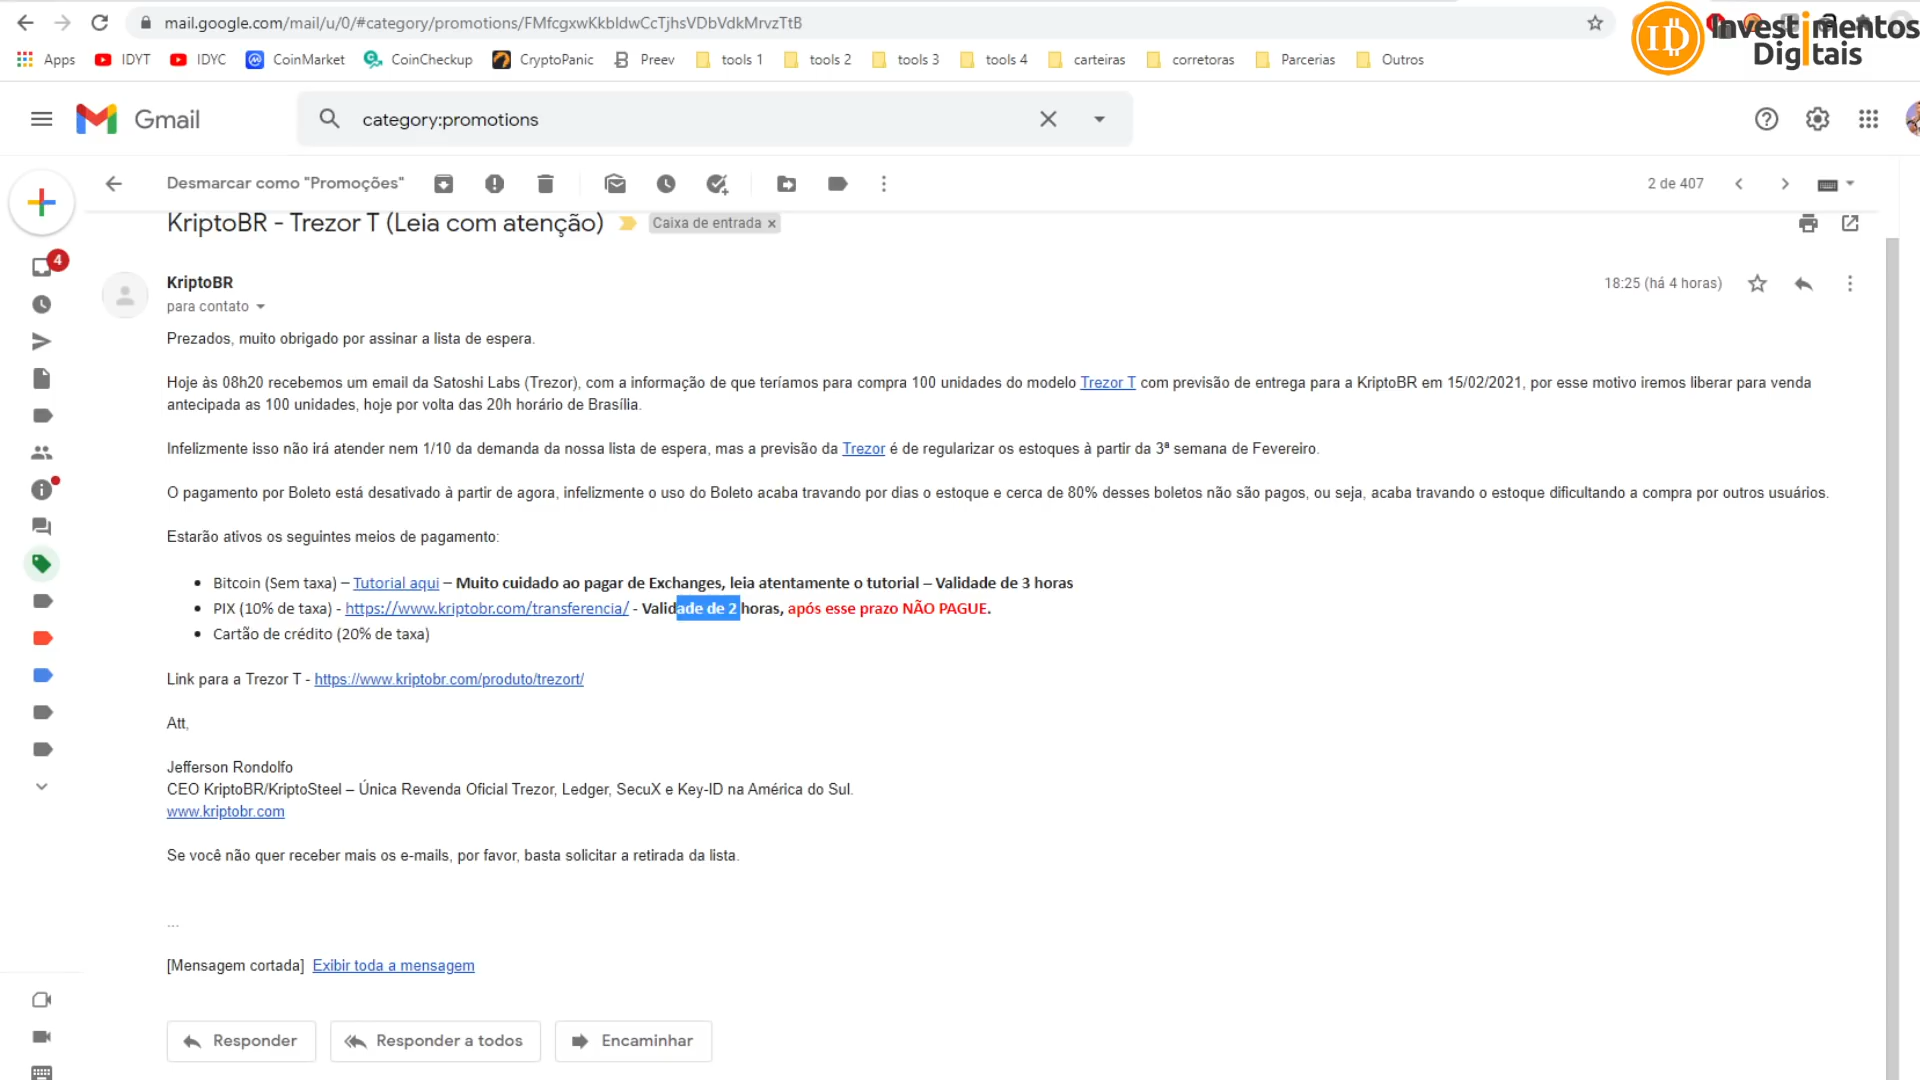 mail.google.com/mail/u/0/#category/promotions/FMfcgxwKkbldwCcTjhsVDbVdkMrvzTtB
Investimentos
Digitais
Apps IDYT IDYC CoinMarket CoinCheckup CryptoPanic Preev tools 1 tools 2 tools 3 tools 4 carteiras corretoras Parcerias Outros
Gmail category:promotions
Desmarcar como "Promoções" 2 de 407
KriptoBR - Trezor T (Leia com atenção) Caixa de entrada x
4
KriptoBR 18:25 (há 4 horas)
para contato
Prezados, muito obrigado por assinar a lista de espera.
Hoje às 08h20 recebemos um email da Satoshi Labs (Trezor), com a informação de que teríamos para compra 100 unidades do modelo Trezor T com previsão de entrega para a KriptoBR em 15/02/2021, por esse motivo iremos liberar para venda
antecipada as 100 unidades, hoje por volta das 20h horário de Brasília.
Infelizmente isso não irá atender nem 1/10 da demanda da nossa lista de espera, mas a previsão da Trezor é de regularizar os estoques à partir da 3ª semana de Fevereiro.
O pagamento por Boleto está desativado à partir de agora, infelizmente o uso do Boleto acaba travando por dias o estoque e cerca de 80% desses boletos não são pagos, ou seja, acaba travando o estoque dificultando a compra por outros usuários.
Estarão ativos os seguintes meios de pagamento:
• Bitcoin (Sem taxa) – Tutorial aqui – Muito cuidado ao pagar de Exchanges, leia atentamente o tutorial – Validade de 3 horas
• PIX (10% de taxa) - https://www.kriptobr.com/transferencia/ - Validade de 2 horas, após esse prazo NÃO PAGUE.
• Cartão de crédito (20% de taxa)
Link para a Trezor T - https://www.kriptobr.com/produto/trezort/
Att,
Jefferson Rondolfo
CEO KriptoBR/KriptoSteel – Única Revenda Oficial Trezor, Ledger, SecuX e Key-ID na América do Sul.
www.kriptobr.com
Se você não quer receber mais os e-mails, por favor, basta solicitar a retirada da lista.
...
[Mensagem cortada] Exibir toda a mensagem
Responder Responder a todos Encaminhar